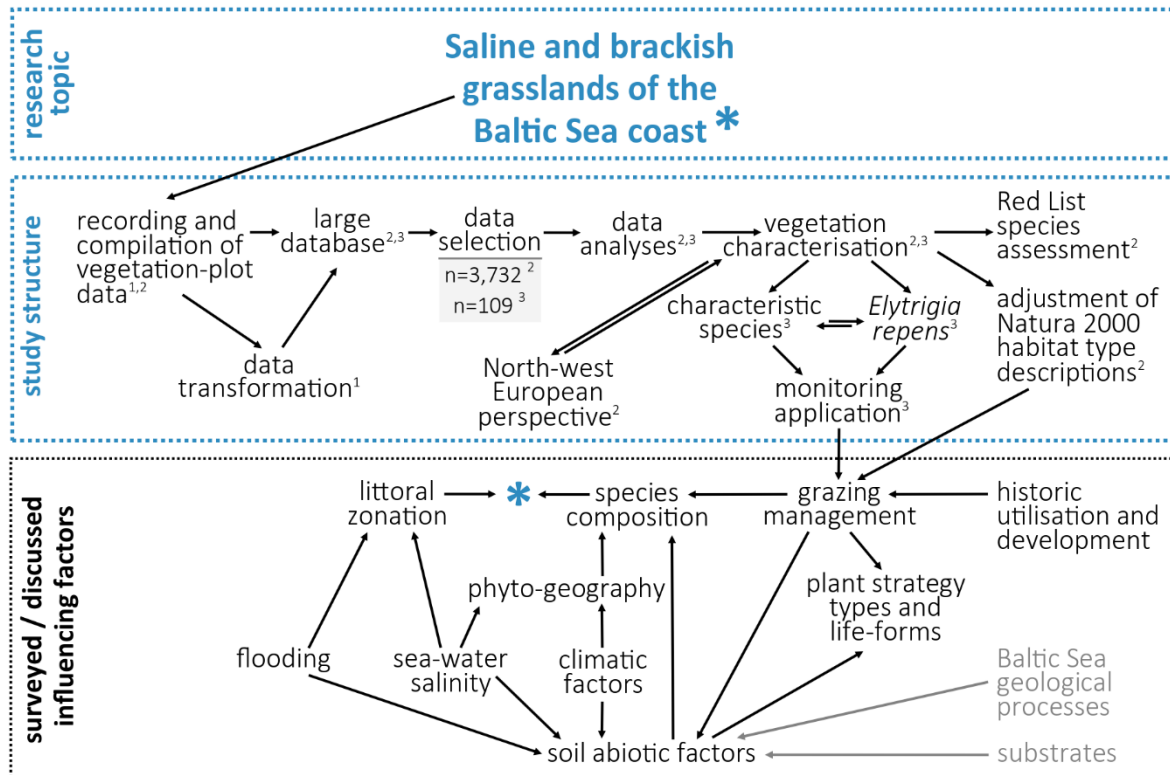 research
topic
Saline and brackish
grasslands of the
Baltic Sea coast *
study structure
recording and
compilation of
vegetation-plot
data1,2
large
database2,3
data
selection
n=3,732 2
n=109 3
data
analyses2,3
vegetation
characterisation2,3
Red List
species
assessment2
data
transformation1
North-west
European
perspective2
characteristic
species3
Elytrigia
repens3
adjustment of
Natura 2000
habitat type
descriptions2
monitoring
application3
surveyed / discussed
influencing factors
littoral
zonation
*
species
composition
grazing
management
historic
utilisation and
development
phyto-geography
plant strategy
types and
life-forms
flooding
sea-water
salinity
climatic
factors
Baltic Sea
geological
processes
soil abiotic factors
substrates